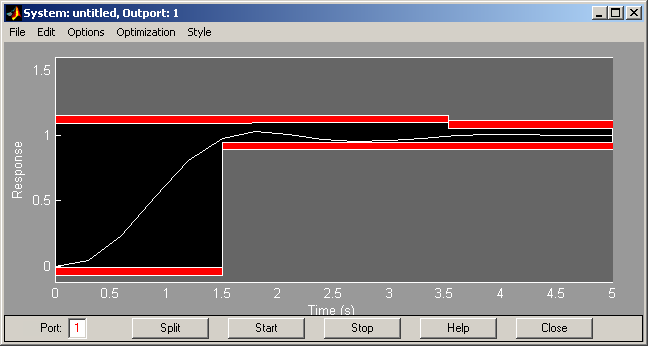 System: untitled, Outport: 1
File Edit Options Optimization Style
1.5
1
0.5
0
Response
0 0.5 1 1.5 2 2.5 3 3.5 4 4.5 5
Time (s)
Port: 1 Split Start Stop Help Close